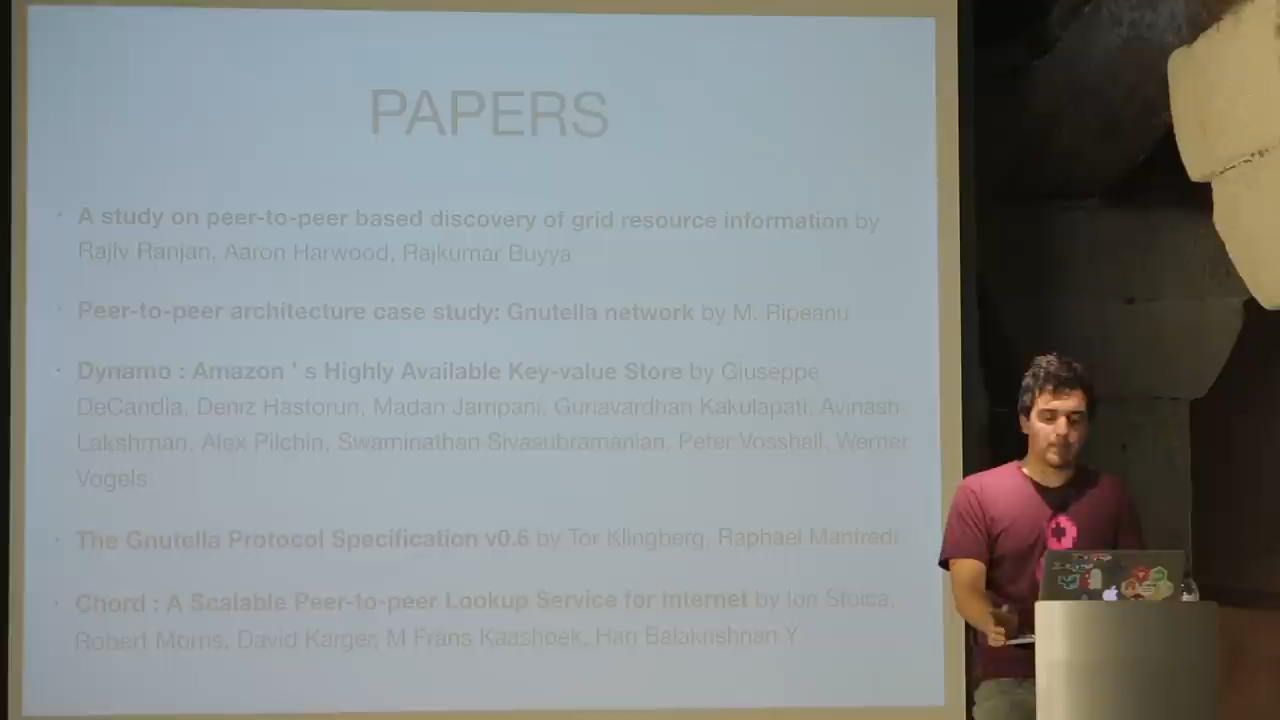 PAPERS
• A study on peer-to-peer based discovery of grid resource information by
Rajiv Ranjan, Aaron Harwood, Rajkumar Buyya
• Peer-to-peer architecture case study: Gnutella network by M. Ripeanu
• Dynamo : Amazon ' s Highly Available Key-value Store by Giuseppe
DeCandia, Deniz Hastorun, Madan Jampani, Gunavardhan Kakulapati, Avinash
Lakshman, Alex Pilchin, Swaminathan Sivasubramanian, Peter Vosshall, Werner
Vogels
• The Gnutella Protocol Specification v0.6 by Tor Klingberg, Raphael Manfredi
• Chord : A Scalable Peer-to-peer Lookup Service for Internet by Ion Stoica,
Robert Morris, David Karger, M Frans Kaashoek, Hari Balakrishnan Y